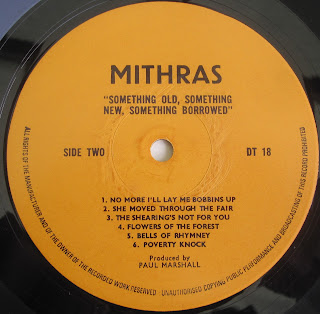 MITHRAS
"SOMETHING OLD, SOMETHING
NEW, SOMETHING BORROWED"
SIDE TWO
DT 18
1. NO MORE I'LL LAY ME BOBBINS UP
2. SHE MOVED THROUGH THE FAIR
3. THE SHEARING'S NOT FOR YOU
4. FLOWERS OF THE FOREST
5. BELLS OF RHYMNEY
6. POVERTY KNOCK
Produced by
PAUL MARSHALL
ALL RIGHTS OF THE MANUFACTURER AND OF THE OWNER OF THE RECORDED WORK RESERVED - UNAUTHORISED COPYING PUBLIC PERFORMANCE AND BROADCASTING OF THIS RECORD PROHIBITED